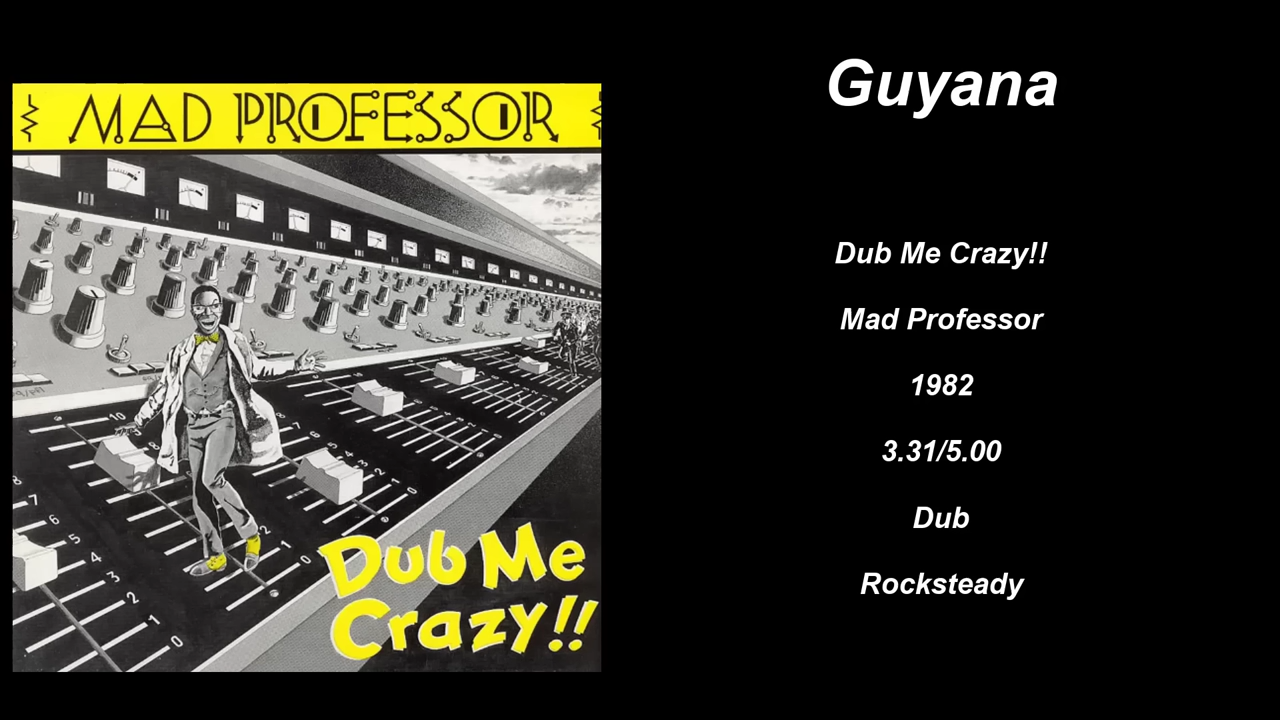 MAD PROFESSOR
Dub Me
Crazy!!
Guyana
Dub Me Crazy!!
Mad Professor
1982
3.31/5.00
Dub
Rocksteady